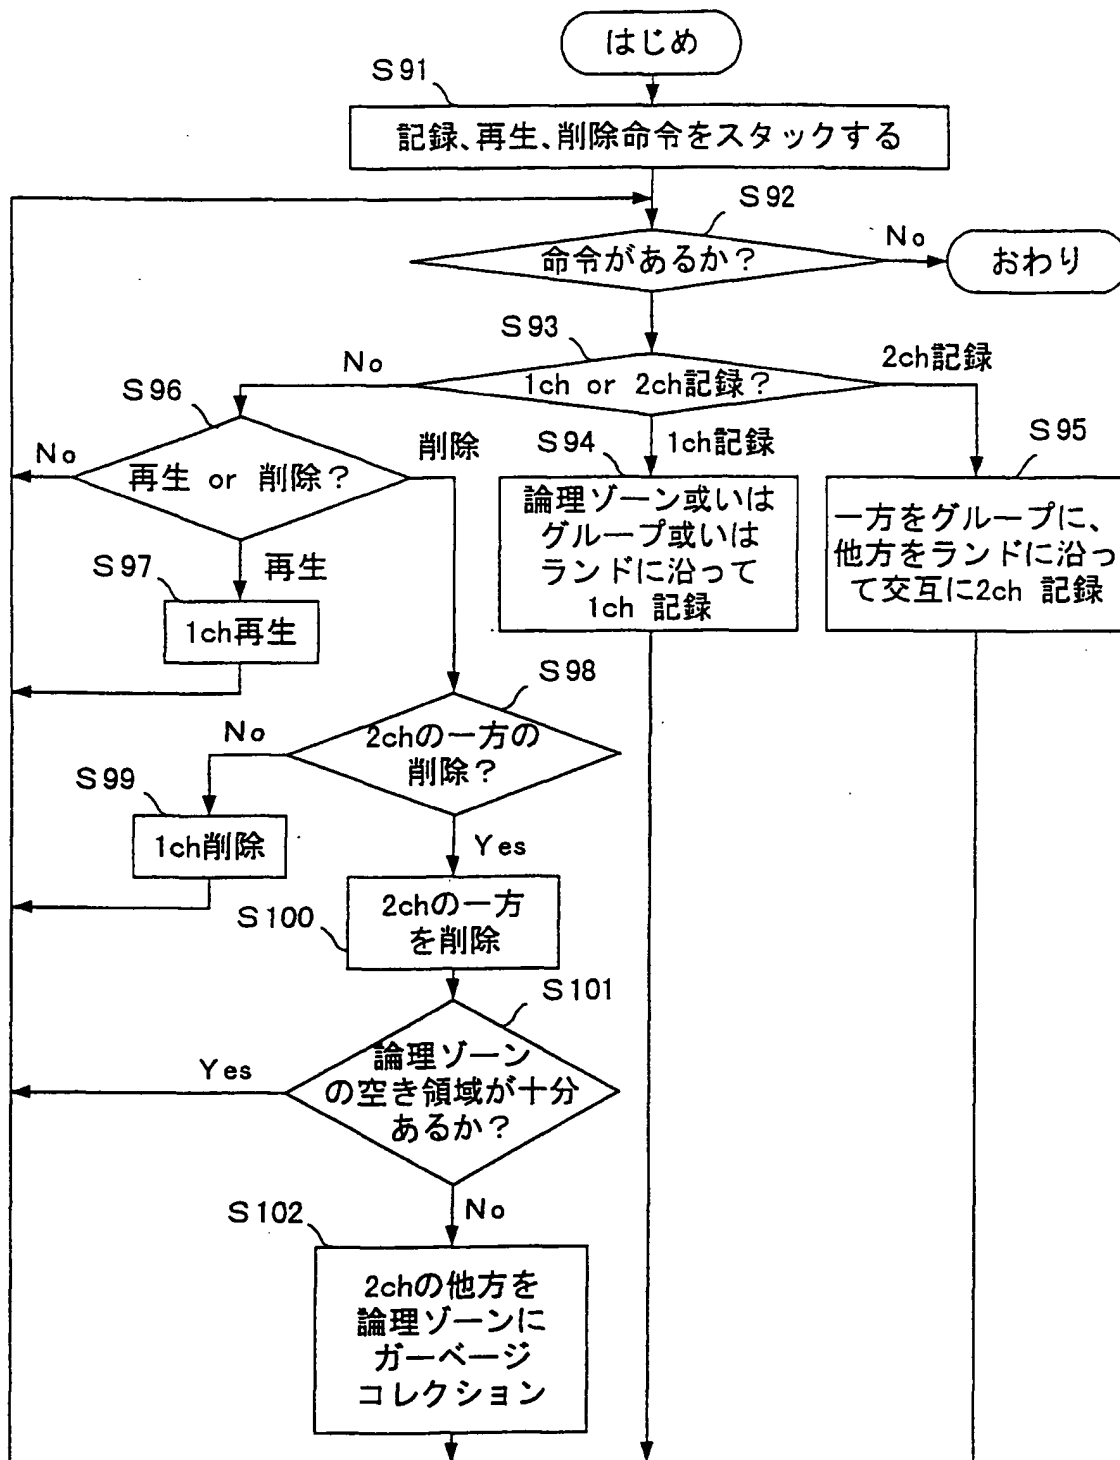 はじめ
S91
記録、再生、削除命令をスタックする
S92
命令があるか?
No
おわり
S93
1ch or 2ch記録?
No
2ch記録
S96
再生 or 削除?
No
削除
S94
1ch記録
論理ゾーン或いは
グループ或いは
ランドに沿って
1ch 記録
S95
一方をグループに、
他方をランドに沿っ
て交互に2ch 記録
S97
再生
1ch再生
S98
2chの一方の
削除?
No
S99
1ch削除
Yes
S100
2chの一方
を削除
S101
論理ゾーン
の空き領域が十分
あるか?
Yes
No
S102
2chの他方を
論理ゾーンに
ガーベージ
コレクション